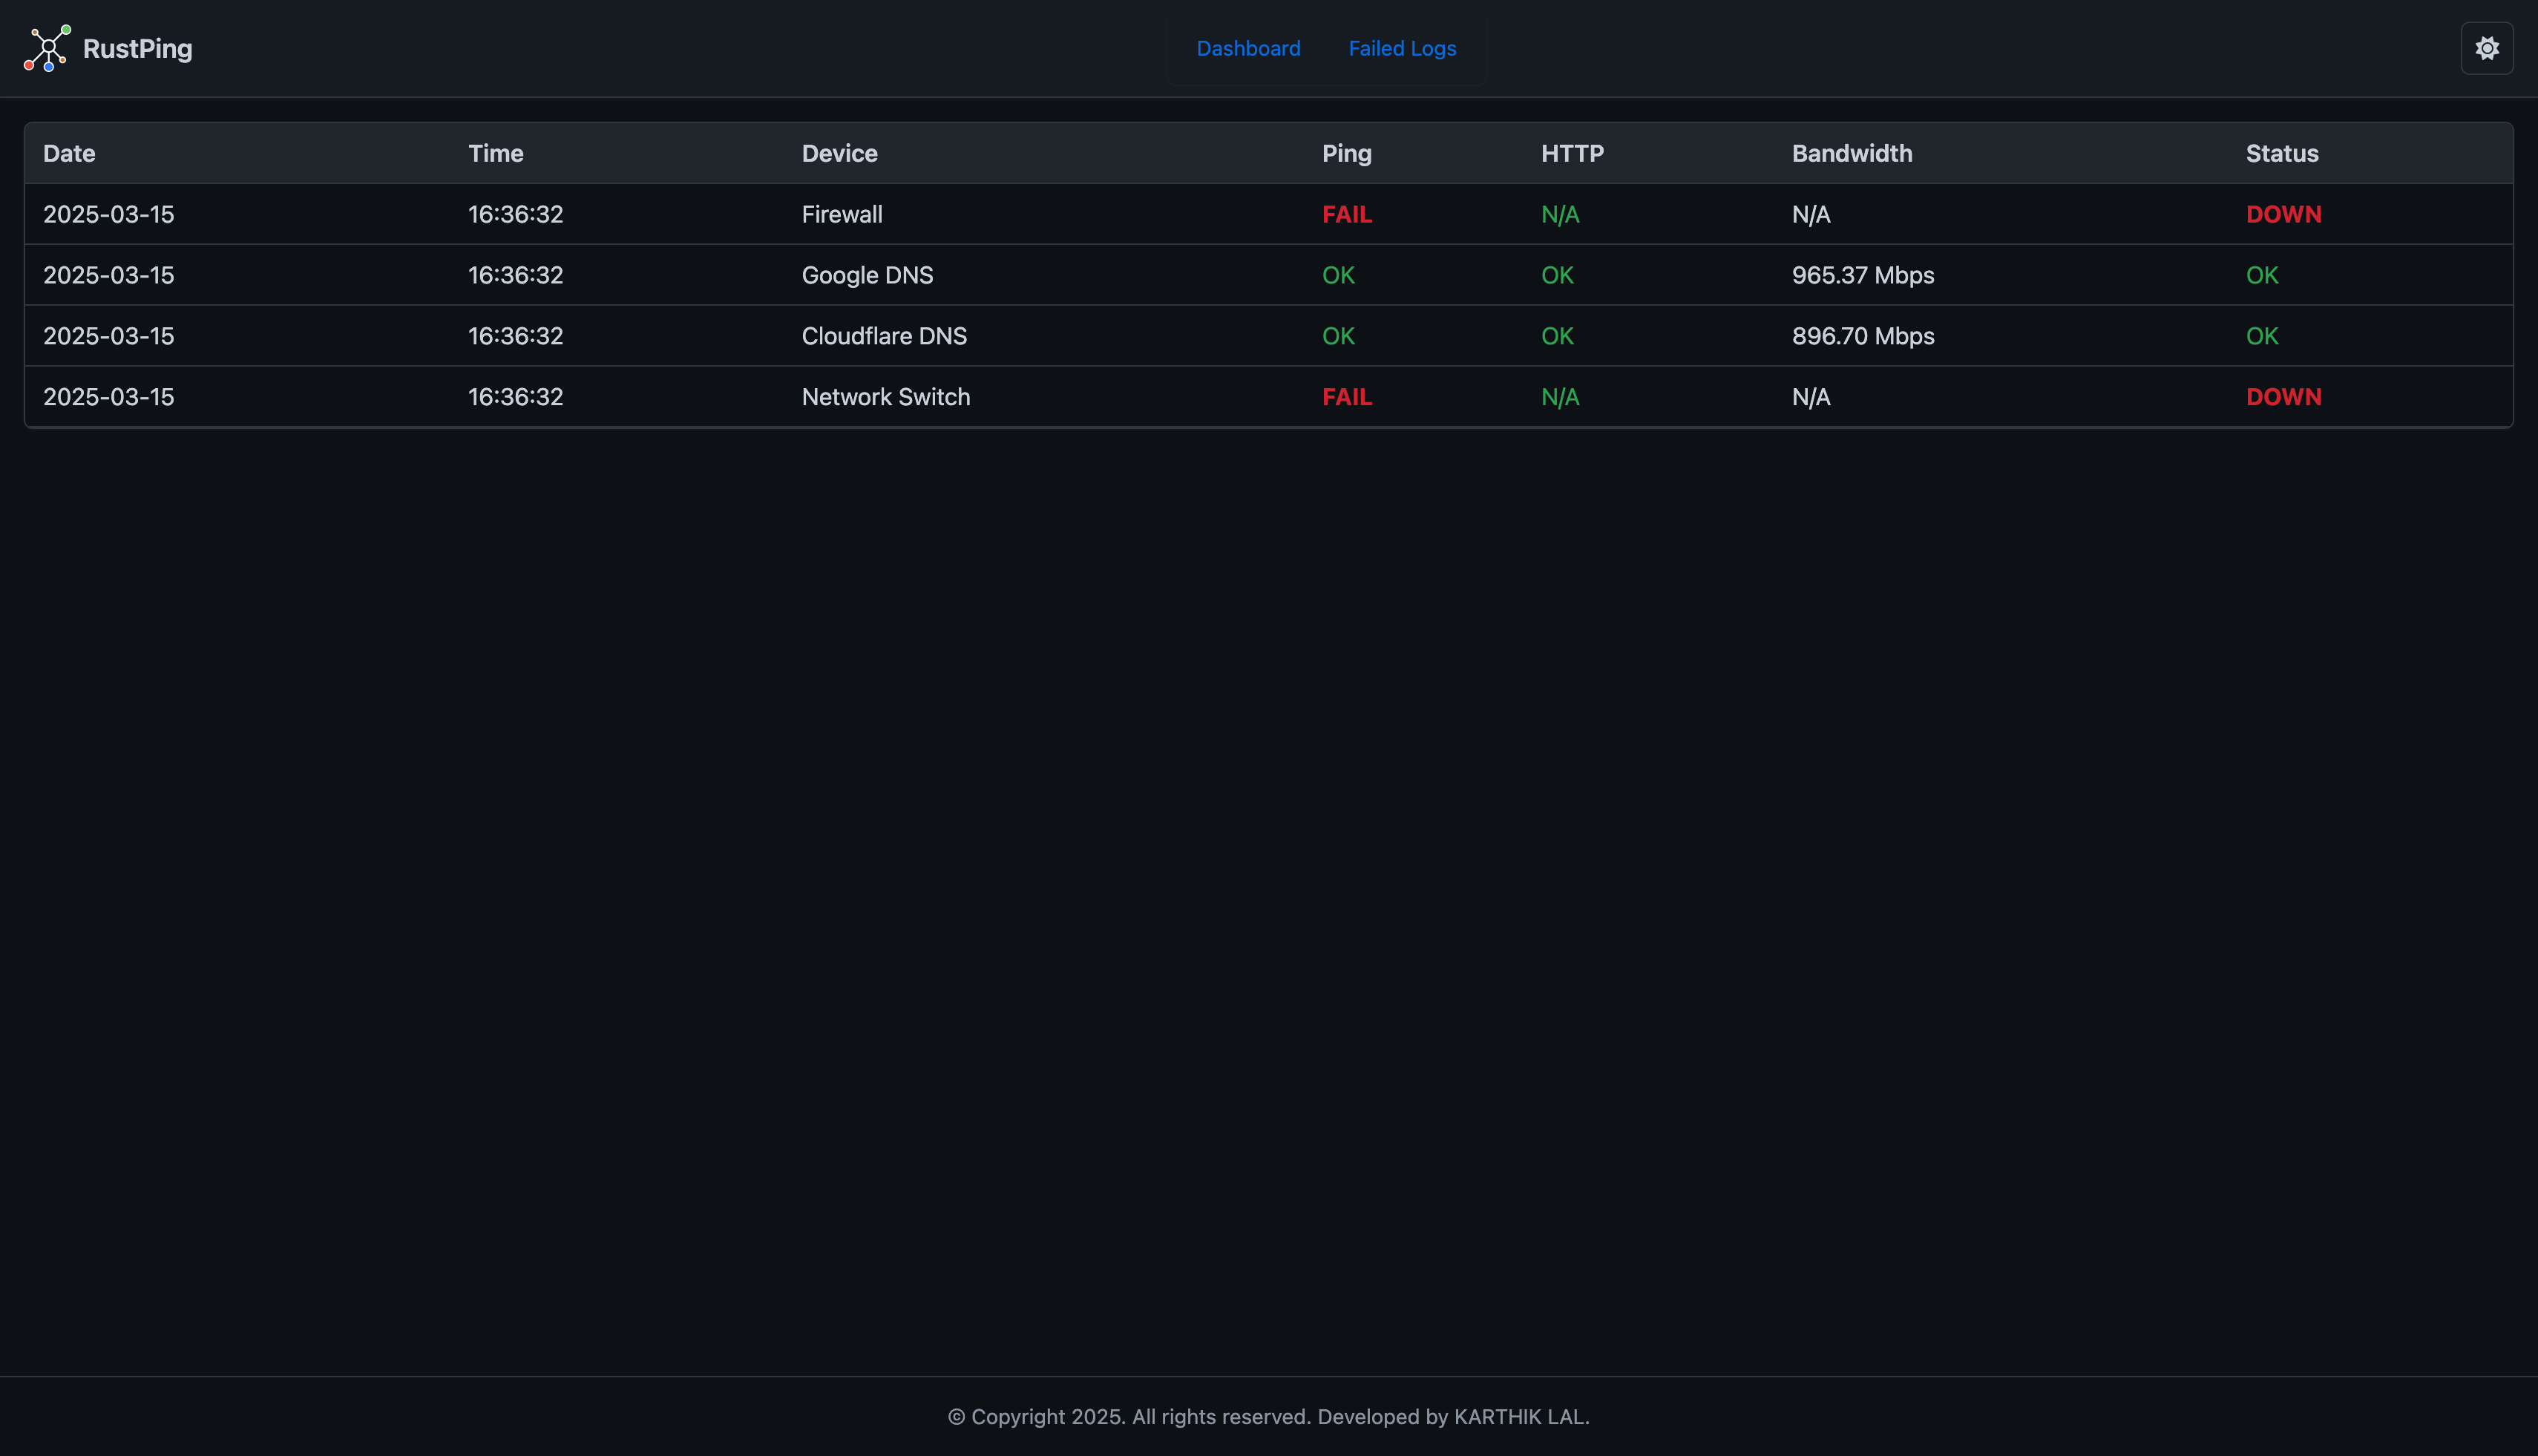 RustPing
Dashboard Failed Logs
Date Time Device Ping HTTP Bandwidth Status
2025-03-15 16:36:32 Firewall FAIL N/A N/A DOWN
2025-03-15 16:36:32 Google DNS OK OK 965.37 Mbps OK
2025-03-15 16:36:32 Cloudflare DNS OK OK 896.70 Mbps OK
2025-03-15 16:36:32 Network Switch FAIL N/A N/A DOWN
© Copyright 2025. All rights reserved. Developed by KARTHIK LAL.